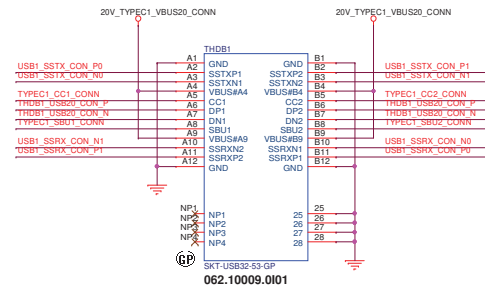 20V_TYPEC1_VBUS20_CONN 20V_TYPEC1_VBUS20_CONN
THDB1
A1 GND GND B1
USB1_SSTX_CON_P0 A2 SSTXP1 SSTXP2 B2 USB1_SSTX_CON_P1
USB1_SSTX_CON_N0 A3 SSTXN1 SSTXN2 B3 USB1_SSTX_CON_N1
A4 VBUS#A4 VBUS#B4 B4
TYPEC1_CC1_CONN A5 CC1 CC2 B5 TYPEC1_CC2_CONN
THDB1_USB20_CON_P A6 DP1 DP2 B6 THDB1_USB20_CON_P
THDB1_USB20_CON_N A7 DN1 DN2 B7 THDB1_USB20_CON_N
TYPEC1_SBU1_CONN A8 SBU1 SBU2 B8 TYPEC1_SBU2_CONN
A9 VBUS#A9 VBUS#B9 B9
USB1_SSRX_CON_N1 A10 SSRXN2 SSRXN1 B10 USB1_SSRX_CON_N0
USB1_SSRX_CON_P1 A11 SSRXP2 SSRXP1 B11 USB1_SSRX_CON_P0
A12 GND GND B12
NP1 NP1 25 25
NP2 NP2 26 26
NP3 NP3 27 27
NP4 NP4 28 28
GP
SKT-USB32-53-GP
062.10009.0I01